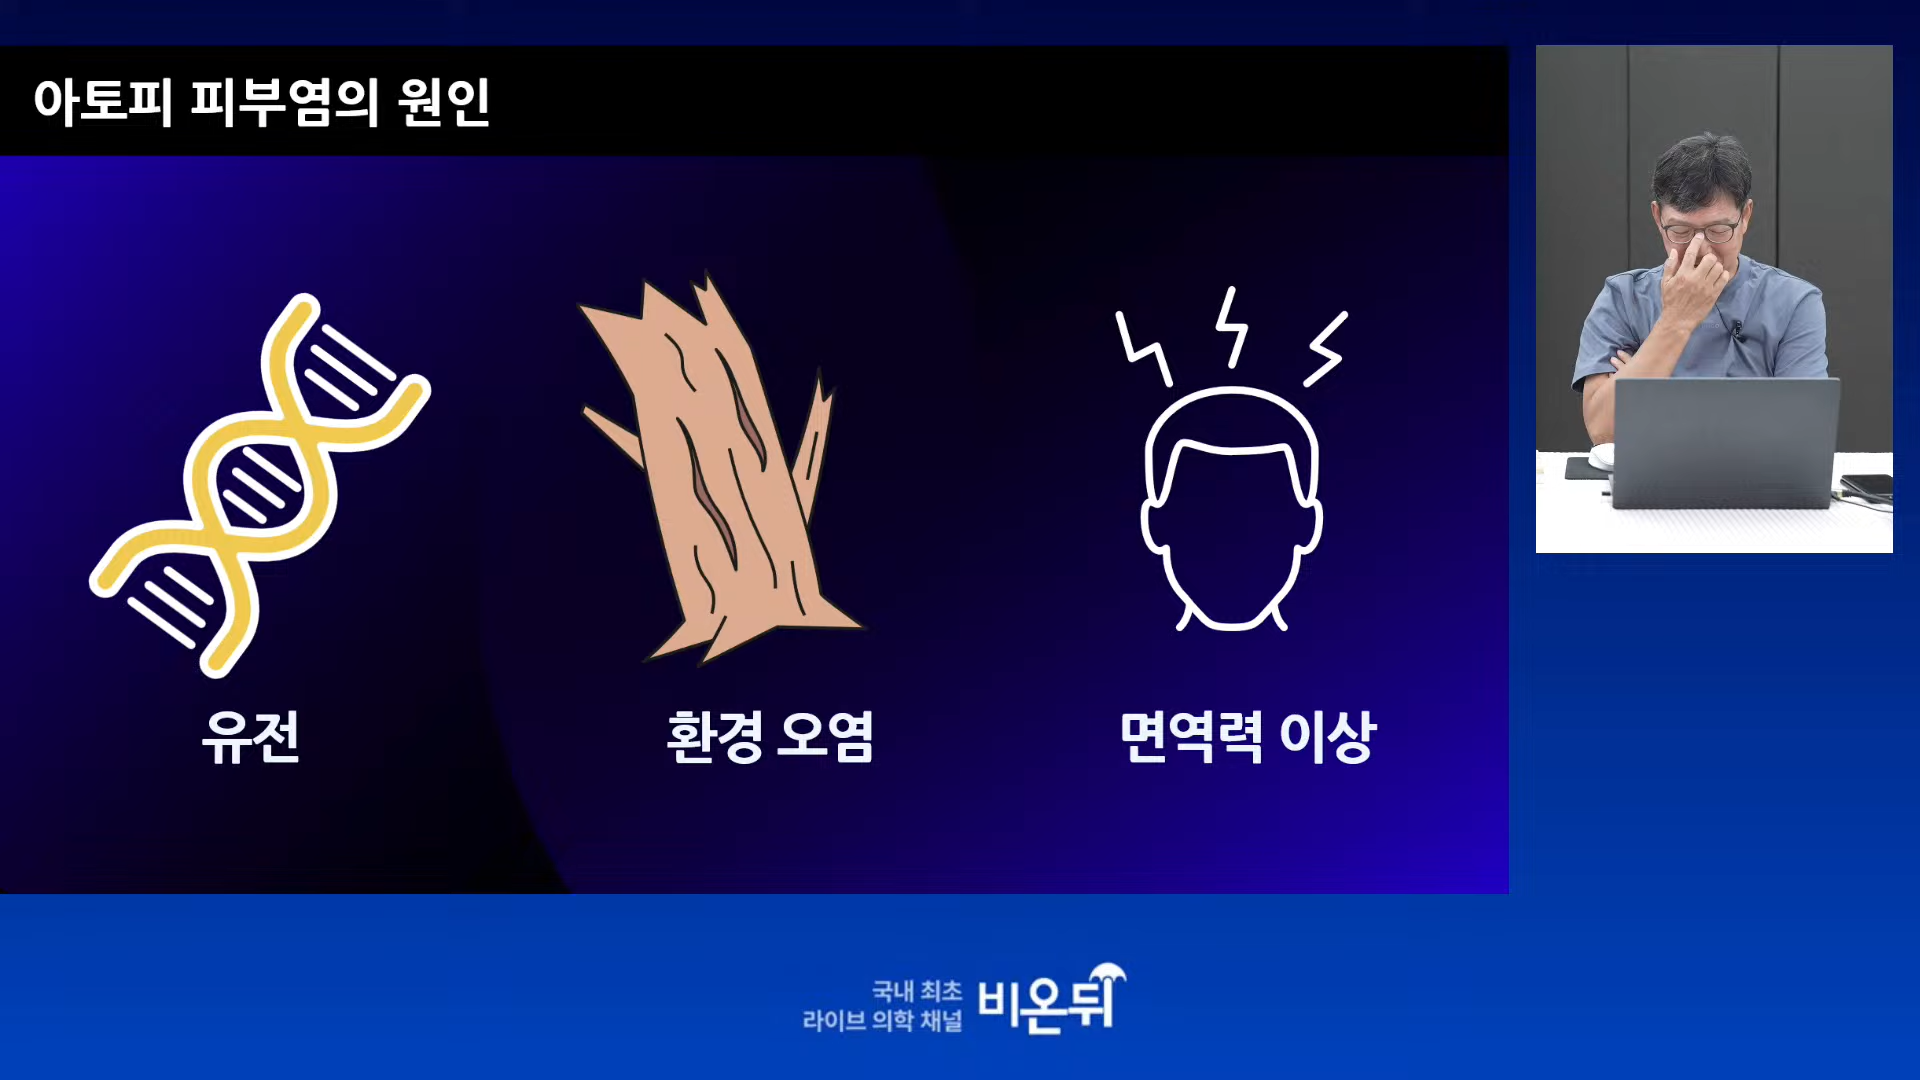 아토피 피부염의 원인
유전
환경 오염
면역력 이상
국내 최초
라이브 의학 채널
비온뒤